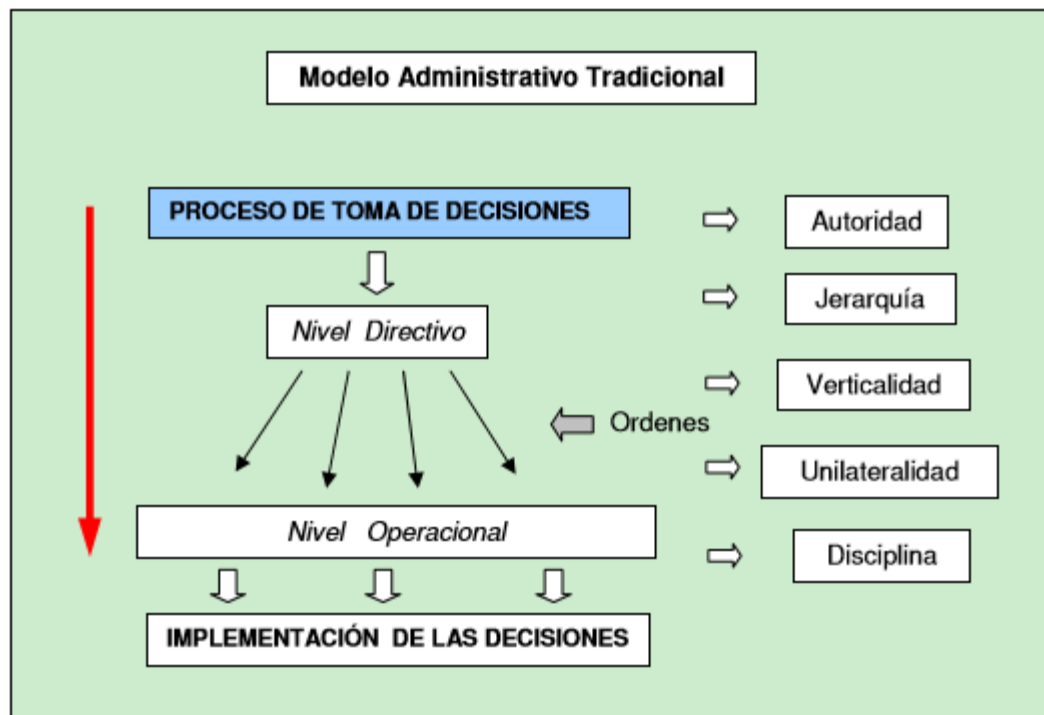 Modelo Administrativo Tradicional
PROCESO DE TOMA DE DECISIONES
Autoridad
Jerarquía
Nivel Directivo
Verticalidad
Ordenes
Unilateralidad
Nivel Operacional
Disciplina
IMPLEMENTACIÓN DE LAS DECISIONES